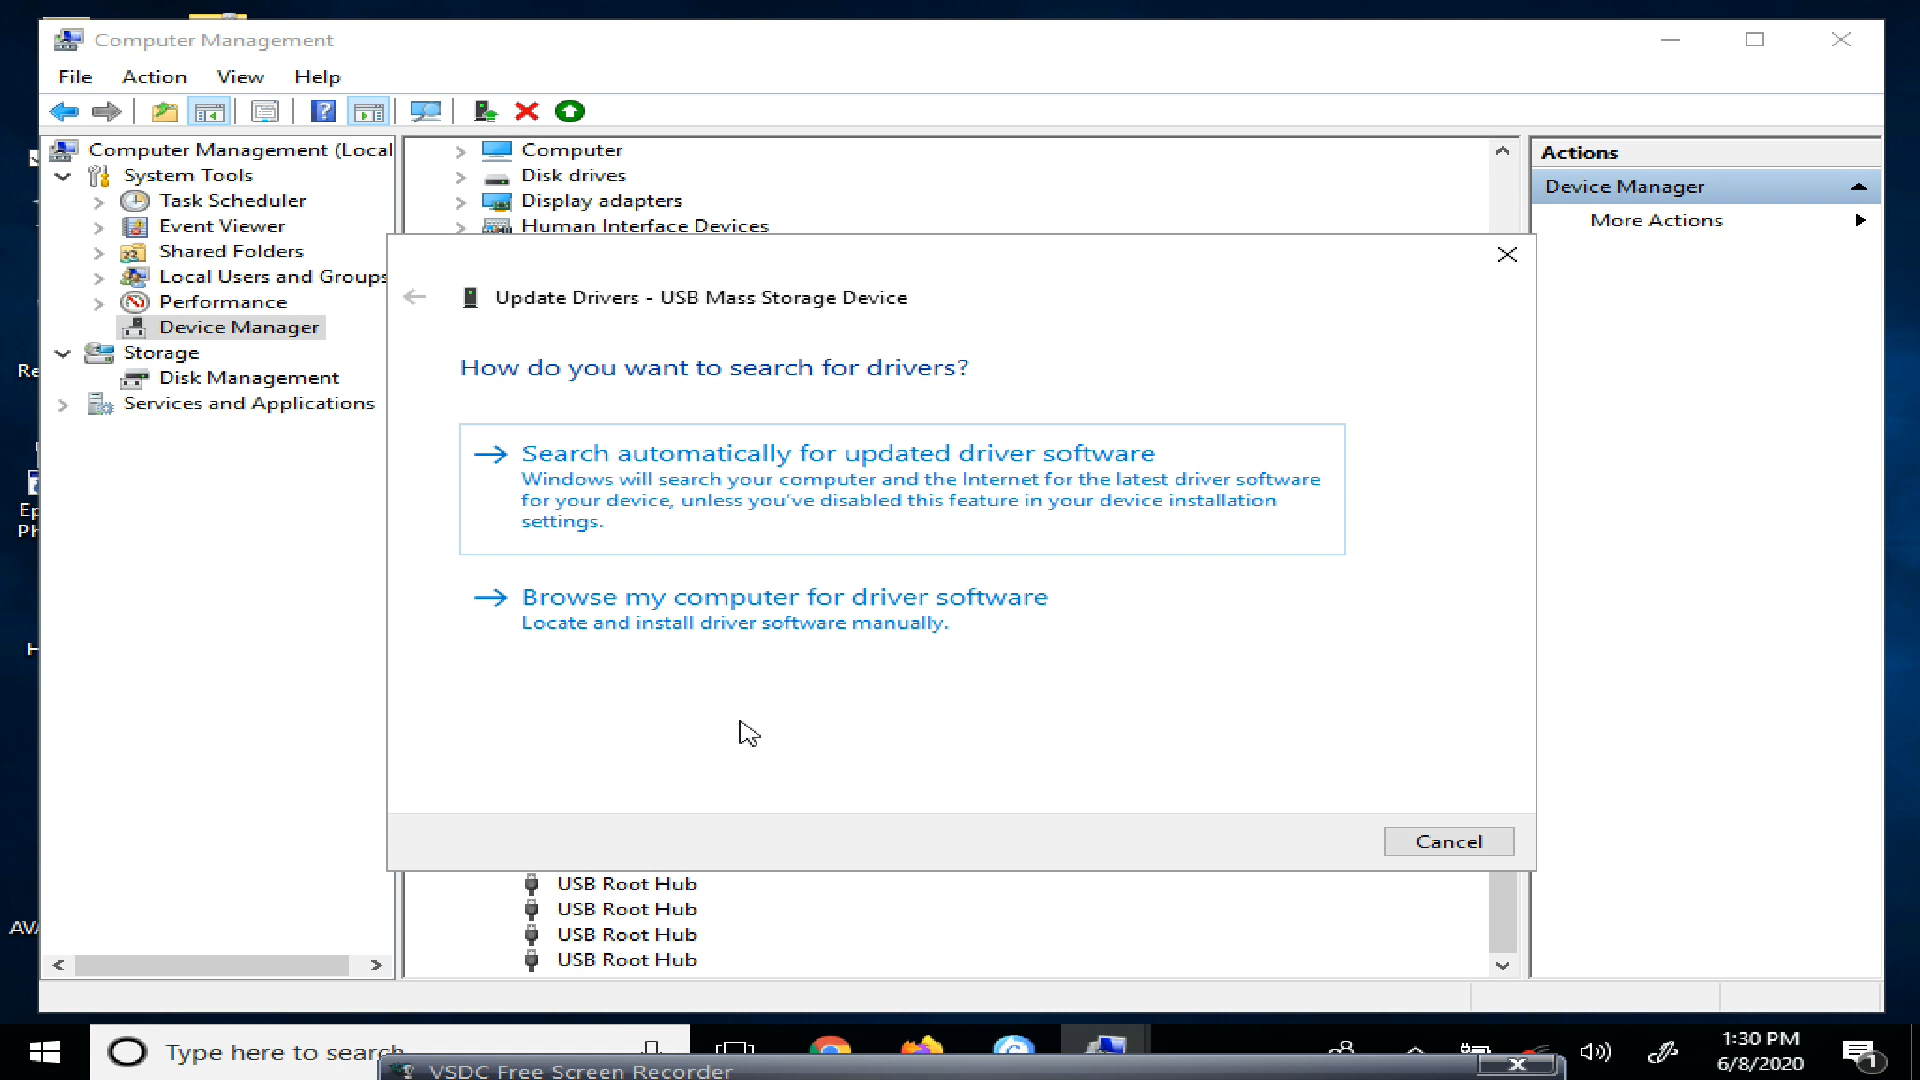 Computer Management
File Action View Help
Computer Management (Local
System Tools
Task Scheduler
Event Viewer
Shared Folders
Local Users and Groups
Performance
Device Manager
Storage
Disk Management
Services and Applications
Computer
Disk drives
Display adapters
Human Interface Devices
Actions
Device Manager
More Actions
Update Drivers - USB Mass Storage Device
How do you want to search for drivers?
Search automatically for updated driver software
Windows will search your computer and the Internet for the latest driver software
for your device, unless you've disabled this feature in your device installation
settings.
Browse my computer for driver software
Locate and install driver software manually.
Cancel
USB Root Hub
USB Root Hub
USB Root Hub
USB Root Hub
Re
Ep
Ph
H
AV
Type here to search
VSDC Free Screen Recorder
1:30 PM
6/8/2020
1